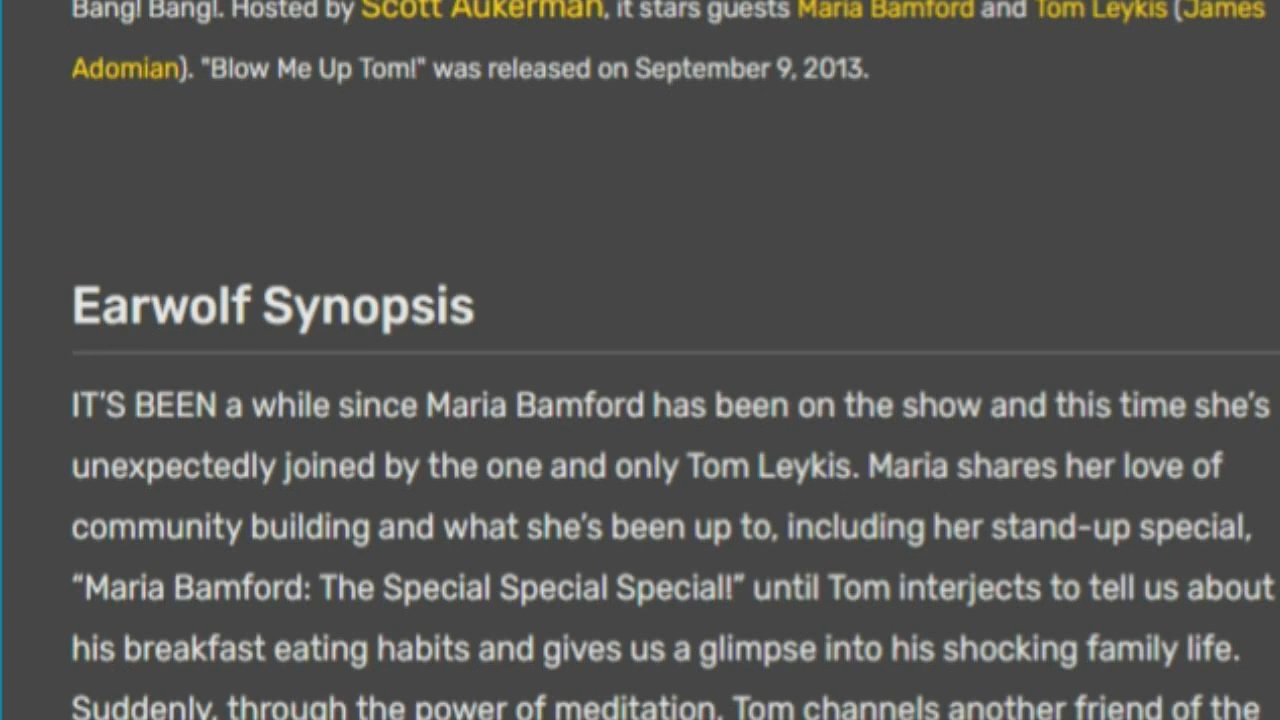 Bang! Bang!. Hosted by Scott Aukerman, it stars guests Maria Bamford and Tom Leykis (James
Adomian). "Blow Me Up Tom!" was released on September 9, 2013.
Earwolf Synopsis
IT’S BEEN a while since Maria Bamford has been on the show and this time she’s
unexpectedly joined by the one and only Tom Leykis. Maria shares her love of
community building and what she’s been up to, including her stand-up special,
“Maria Bamford: The Special Special Special!” until Tom interjects to tell us about
his breakfast eating habits and gives us a glimpse into his shocking family life.
Suddenly, through the power of meditation, Tom channels another friend of the